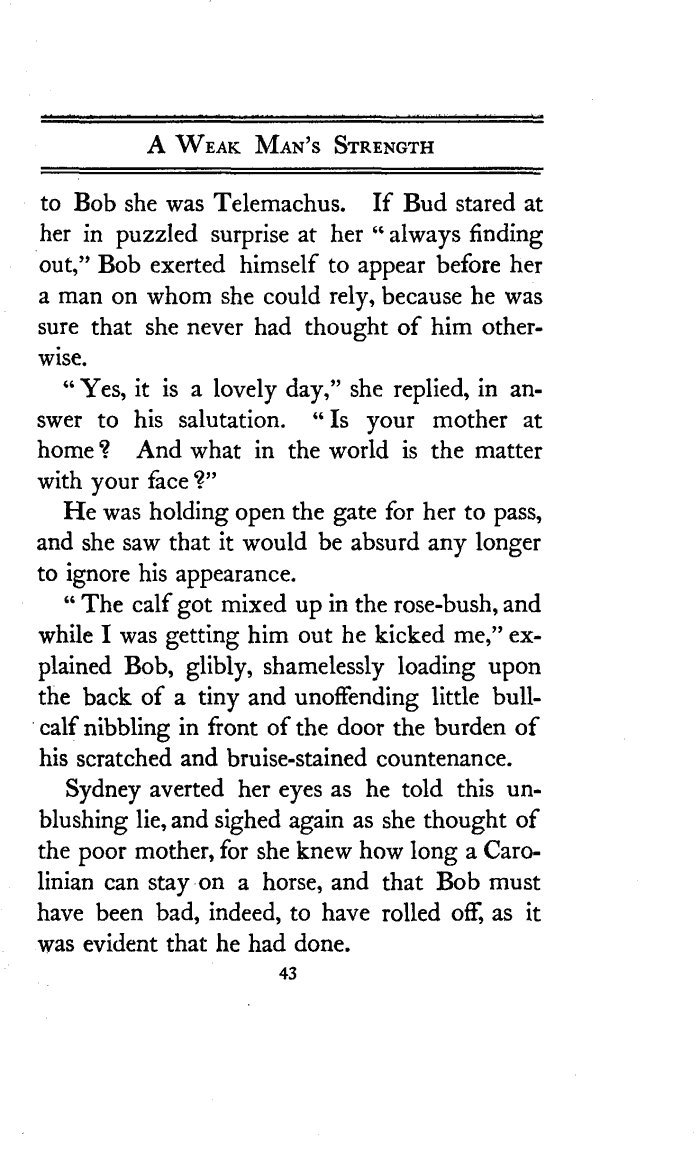 A Weak Man's Strength
to Bob she was Telemachus. If Bud stared at
her in puzzled surprise at her “ always finding
out,” Bob exerted himself to appear before her
a man on whom she could rely, because he was
sure that she never had thought of him other-
wise.
“ Yes, it is a lovely day,” she replied, in an-
swer to his salutation. “ Is your mother at
home ? And what in the world is the matter
with your face ?”
He was holding open the gate for her to pass,
and she saw that it would be absurd any longer
to ignore his appearance.
“ The calf got mixed up in the rose-bush, and
while I was getting him out he kicked me,” ex-
plained Bob, glibly, shamelessly loading upon
the back of a tiny and unoffending little bull-
calf nibbling in front of the door the burden of
his scratched and bruise-stained countenance.
Sydney averted her eyes as he told this un-
blushing lie, and sighed again as she thought of
the poor mother, for she knew how long a Caro-
linian can stay on a horse, and that Bob must
have been bad, indeed, to have rolled off, as it
was evident that he had done.
43